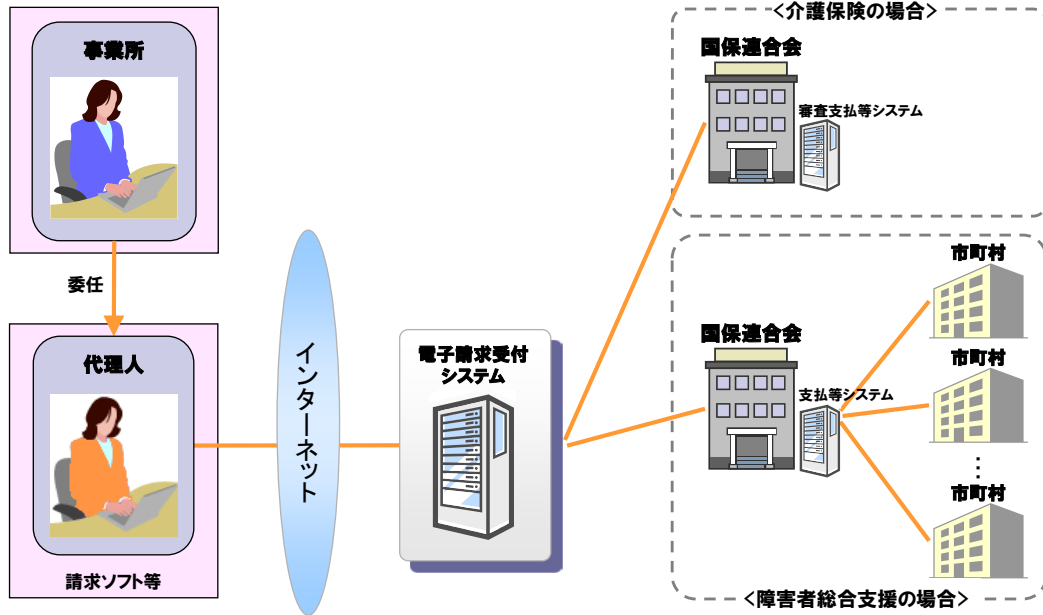 事業所
委任
代理人
請求ソフト等
インターネット
電子請求受付
システム
<介護保険の場合>
国保連合会
審査支払等システム
国保連合会
支払等システム
市町村
市町村
⋮
市町村
<障害者総合支援の場合>